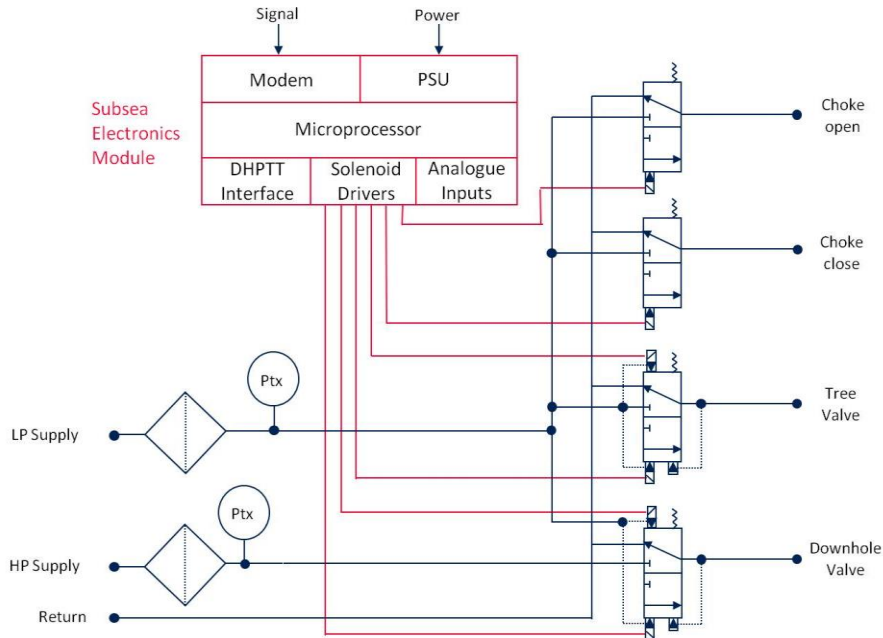 Signal
Power
Modem
PSU
Subsea
Electronics
Module
Microprocessor
DHPTT
Interface
Solenoid
Drivers
Analogue
Inputs
Choke
open
Choke
close
Ptx
Tree
Valve
LP Supply
Ptx
HP Supply
Downhole
Valve
Return